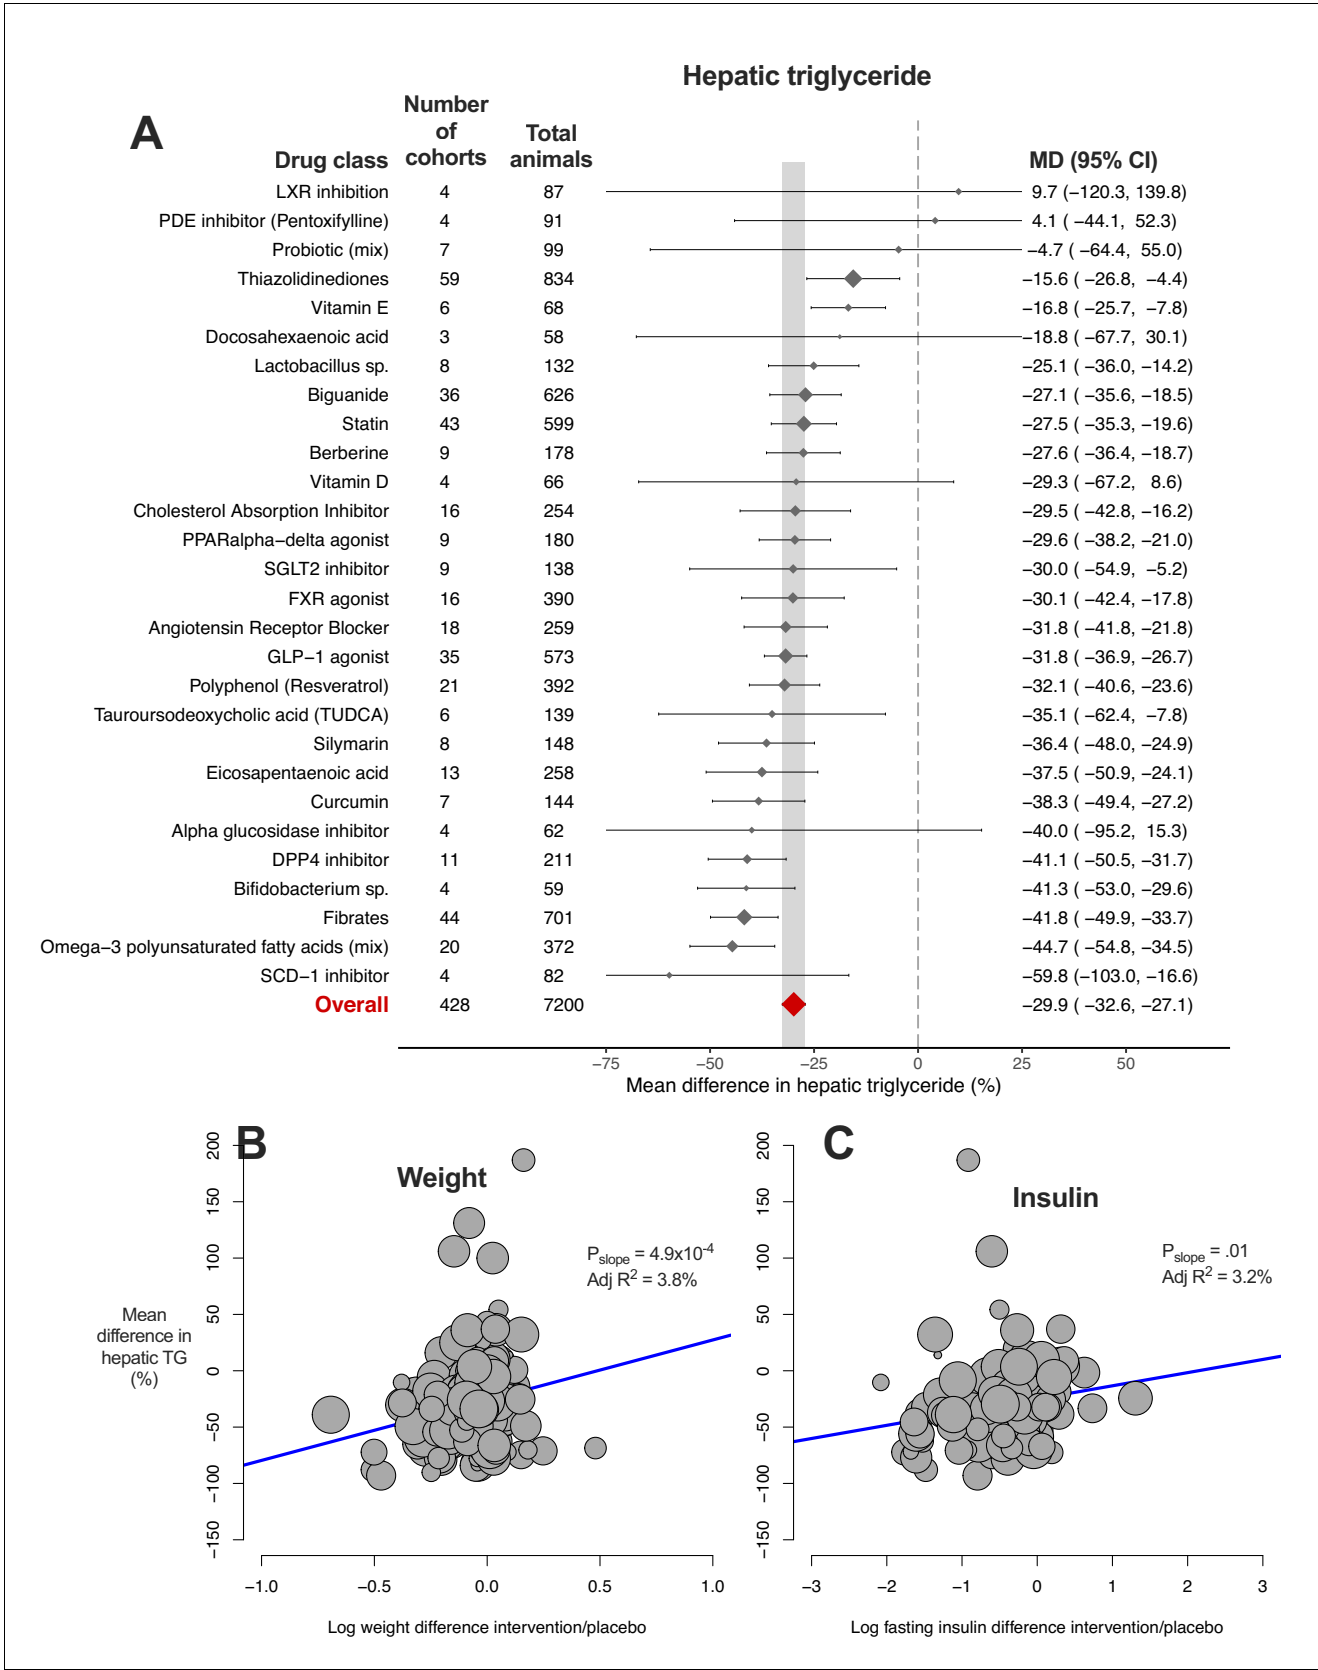 Hepatic triglyceride
A
Drug class Number of cohorts Total animals MD (95% CI)
LXR inhibition 4 87 9.7 (−120.3, 139.8)
PDE inhibitor (Pentoxifylline) 4 91 4.1 ( −44.1, 52.3)
Probiotic (mix) 7 99 −4.7 ( −64.4, 55.0)
Thiazolidinediones 59 834 −15.6 ( −26.8, −4.4)
Vitamin E 6 68 −16.8 ( −25.7, −7.8)
Docosahexaenoic acid 3 58 −18.8 ( −67.7, 30.1)
Lactobacillus sp. 8 132 −25.1 ( −36.0, −14.2)
Biguanide 36 626 −27.1 ( −35.6, −18.5)
Statin 43 599 −27.5 ( −35.3, −19.6)
Berberine 9 178 −27.6 ( −36.4, −18.7)
Vitamin D 4 66 −29.3 ( −67.2, 8.6)
Cholesterol Absorption Inhibitor 16 254 −29.5 ( −42.8, −16.2)
PPARalpha−delta agonist 9 180 −29.6 ( −38.2, −21.0)
SGLT2 inhibitor 9 138 −30.0 ( −54.9, −5.2)
FXR agonist 16 390 −30.1 ( −42.4, −17.8)
Angiotensin Receptor Blocker 18 259 −31.8 ( −41.8, −21.8)
GLP−1 agonist 35 573 −31.8 ( −36.9, −26.7)
Polyphenol (Resveratrol) 21 392 −32.1 ( −40.6, −23.6)
Tauroursodeoxycholic acid (TUDCA) 6 139 −35.1 ( −62.4, −7.8)
Silymarin 8 148 −36.4 ( −48.0, −24.9)
Eicosapentaenoic acid 13 258 −37.5 ( −50.9, −24.1)
Curcumin 7 144 −38.3 ( −49.4, −27.2)
Alpha glucosidase inhibitor 4 62 −40.0 ( −95.2, 15.3)
DPP4 inhibitor 11 211 −41.1 ( −50.5, −31.7)
Bifidobacterium sp. 4 59 −41.3 ( −53.0, −29.6)
Fibrates 44 701 −41.8 ( −49.9, −33.7)
Omega−3 polyunsaturated fatty acids (mix) 20 372 −44.7 ( −54.8, −34.5)
SCD−1 inhibitor 4 82 −59.8 (−103.0, −16.6)
Overall 428 7200 −29.9 ( −32.6, −27.1)
−75 −50 −25 0 25 50
Mean difference in hepatic triglyceride (%)
B
Weight
P slope = 4.9x10-4
Adj R2 = 3.8%
Mean
difference in
hepatic TG
(%)
200
150
100
50
0
−50
−100
−150
−1.0 −0.5 0.0 0.5 1.0
Log weight difference intervention/placebo
C
Insulin
P slope = .01
Adj R2 = 3.2%
200
150
100
50
0
−50
−100
−150
−3 −2 −1 0 1 2 3
Log fasting insulin difference intervention/placebo